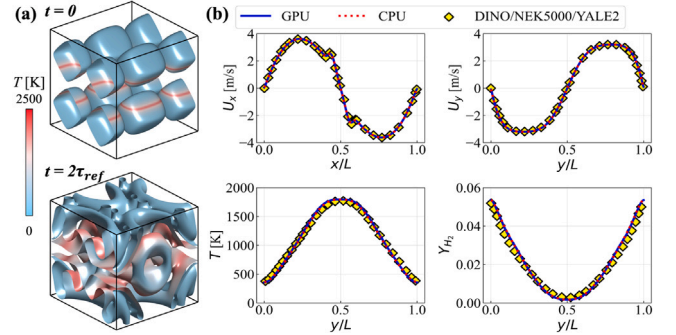 (a)
t=0
T [K]
2500
0
t=2τref
(b)
GPU CPU DINO/NEK5000/YALE2
4
2
0
−2
−4
Ux [m/s]
0.0 0.5 1.0
x/L
4
2
0
−2
−4
Uy [m/s]
0.0 0.5 1.0
y/L
2000
1500
1000
500
0
T [K]
0.0 0.5 1.0
y/L
0.06
0.04
0.02
0.00
YH2
0.0 0.5 1.0
y/L